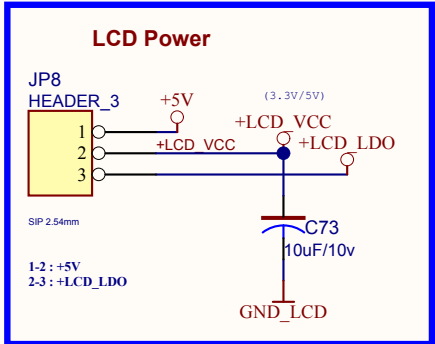 LCD Power
JP8
HEADER_3
+5V
(3.3V/5V)
+LCD_VCC
+LCD_LDO
1
2
+LCD_VCC
3
SIP 2.54mm
C73
10uF/10v
1-2 : +5V
2-3 : +LCD_LDO
GND_LCD